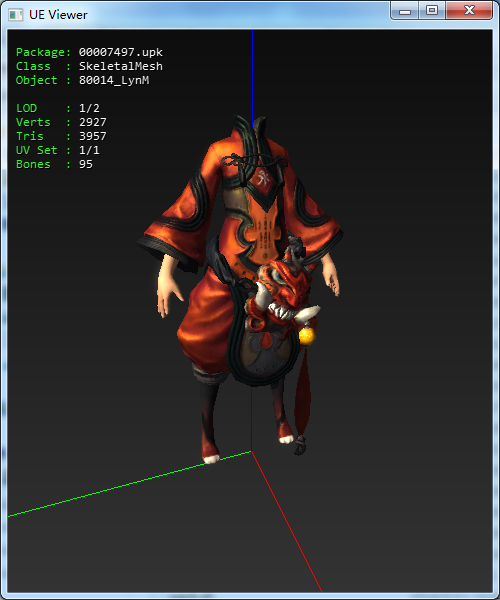 UE Viewer
Package: 00007497.upk
Class : SkeletalMesh
Object : 80014_LynM
LOD : 1/2
Verts : 2927
Tris : 3957
UV Set : 1/1
Bones : 95